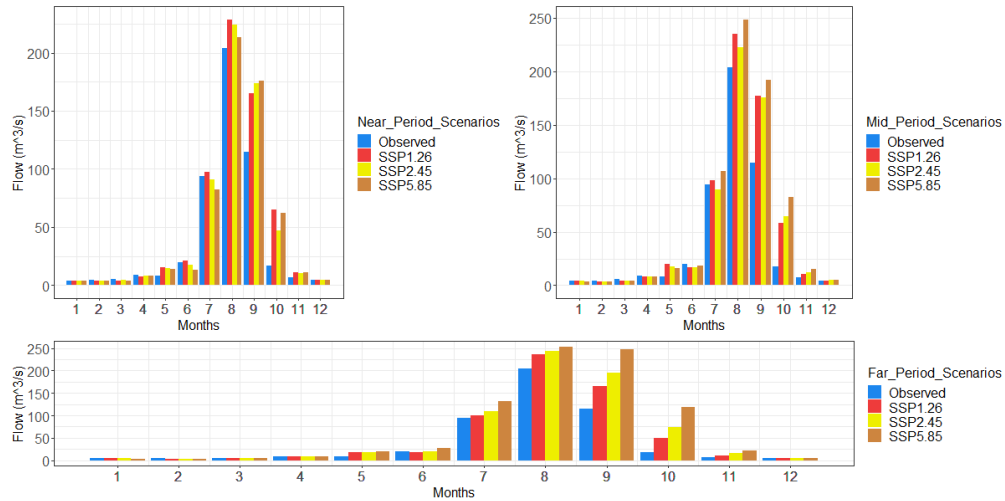 200
150
100
50
0
Flow (m^3/s)
1 2 3 4 5 6 7 8 9 10 11 12
Months
Near_Period_Scenarios
Observed
SSP1.26
SSP2.45
SSP5.85
250
200
150
100
50
0
Flow (m^3/s)
1 2 3 4 5 6 7 8 9 10 11 12
Months
Mid_Period_Scenarios
Observed
SSP1.26
SSP2.45
SSP5.85
250
200
150
100
50
0
Flow (m^3/s)
1 2 3 4 5 6 7 8 9 10 11 12
Months
Far_Period_Scenarios
Observed
SSP1.26
SSP2.45
SSP5.85